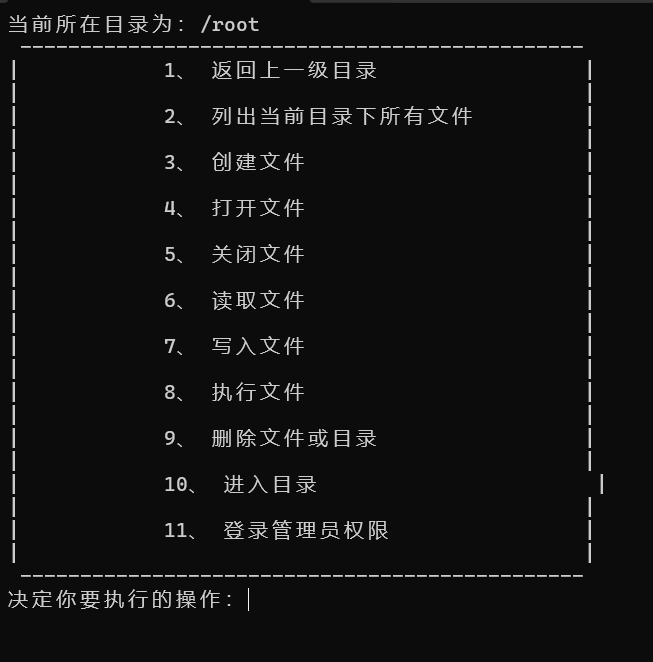 当前所在目录为: /root
-----------------------------------------------
| 1、 返回上一级目录 |
| |
| 2、 列出当前目录下所有文件 |
| |
| 3、 创建文件 |
| |
| 4、 打开文件 |
| |
| 5、 关闭文件 |
| |
| 6、 读取文件 |
| |
| 7、 写入文件 |
| |
| 8、 执行文件 |
| |
| 9、 删除文件或目录 |
| |
| 10、 进入目录 |
| |
| 11、 登录管理员权限 |
| |
-----------------------------------------------
决定你要执行的操作: